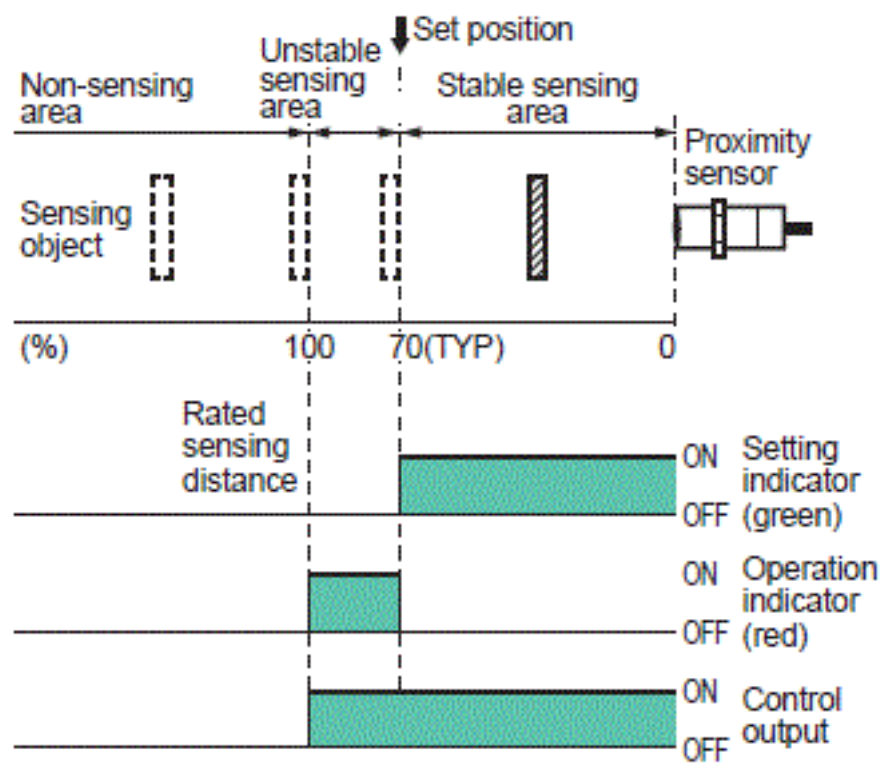 Set position
Unstable
sensing
area
Non-sensing
area
Stable sensing
area
Proximity
sensor
Sensing
object
(%)
100
70(TYP)
0
Rated
sensing
distance
ON
OFF
Setting
indicator
(green)
ON
OFF
Operation
indicator
(red)
ON
OFF
Control
output